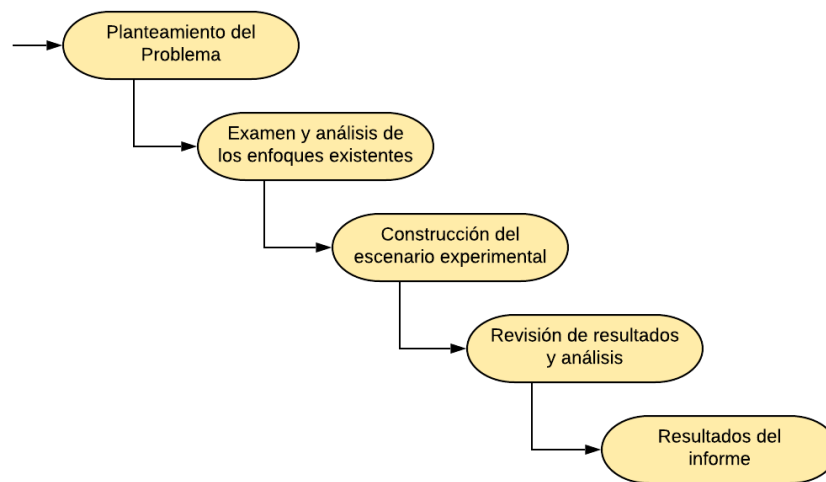 Planteamiento del
Problema
Examen y análisis de
los enfoques existentes
Construcción del
escenario experimental
Revisión de resultados
y análisis
Resultados del
informe